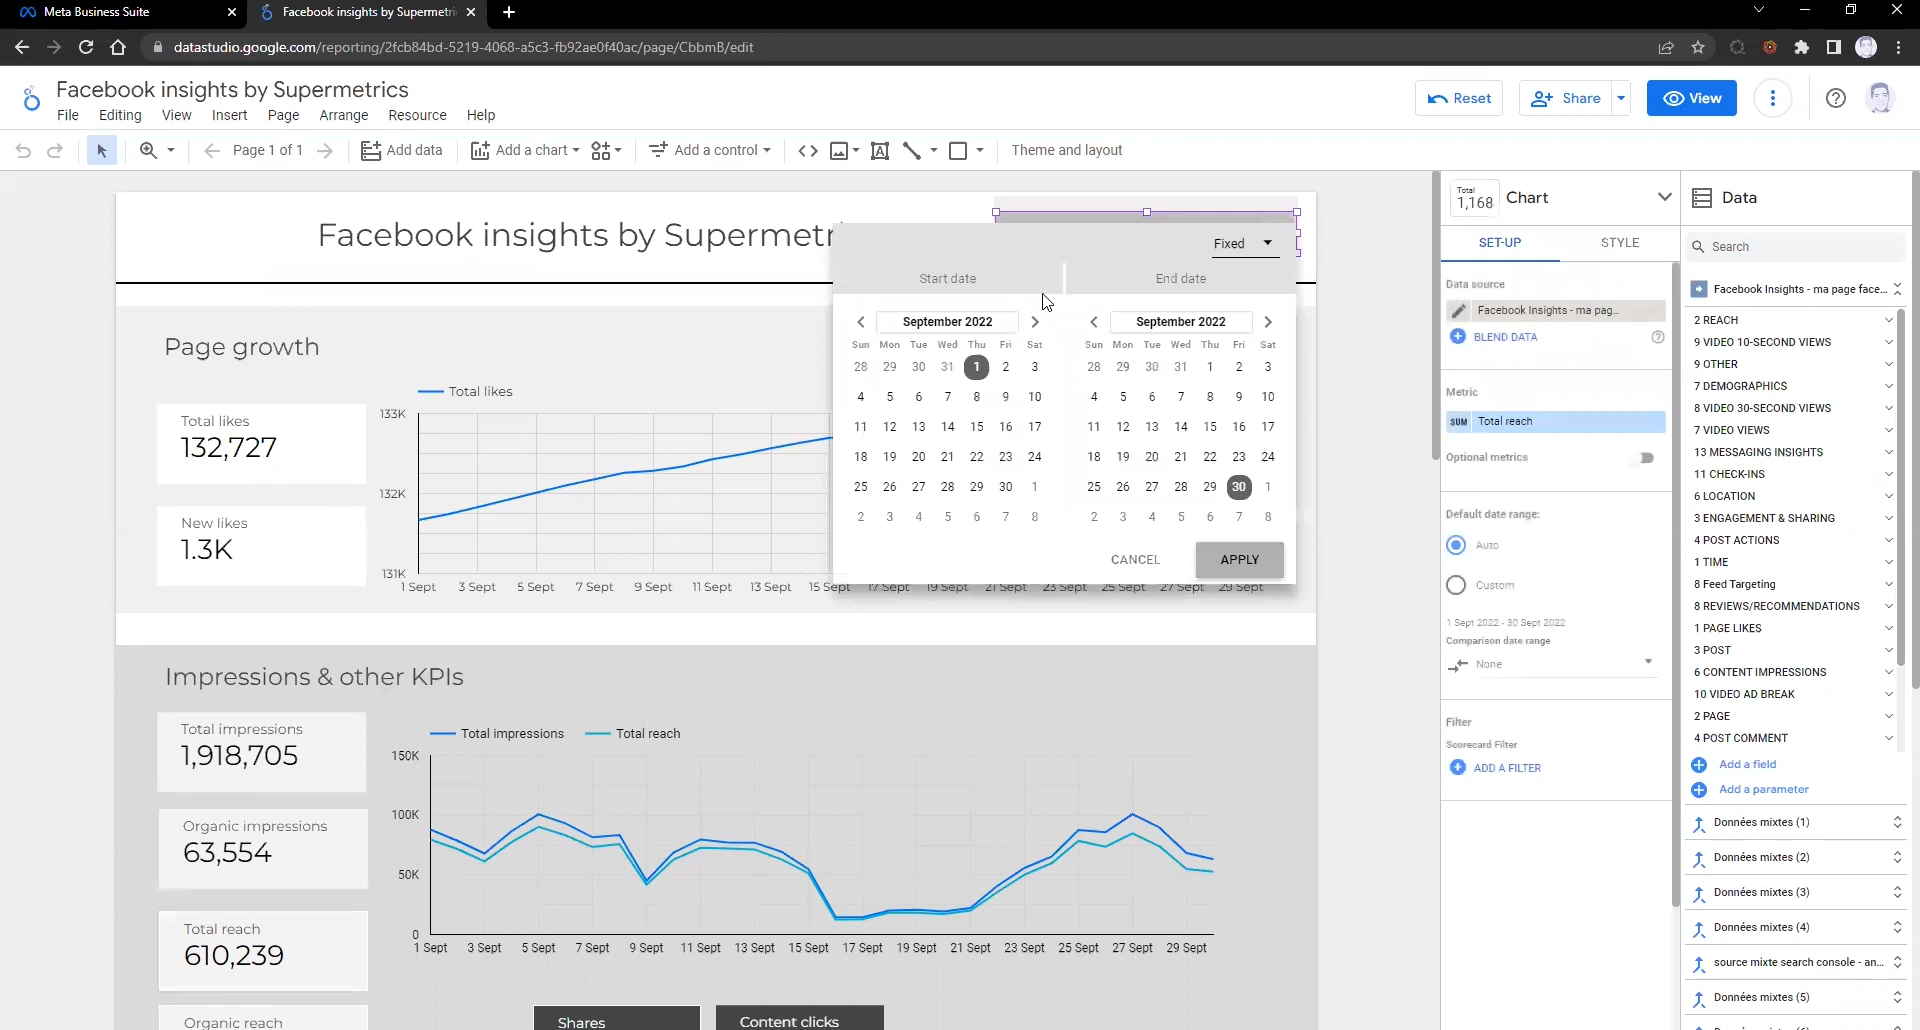 Meta Business Suite
Facebook insights by Supermetri
datastudio.google.com/reporting/2fcb84bd-5219-4068-a5c3-fb92ae0f40ac/page/CbbmB/edit
Facebook insights by Supermetrics
File Editing View Insert Page Arrange Resource Help
Reset
Share
View
Page 1 of 1
Add data
Add a chart
Add a control
Theme and layout
Facebook insights by Supermetr
Fixed
Start date
End date
September 2022
Sun Mon Tue Wed Thu Fri Sat
28 29 30 31 1 2 3
4 5 6 7 8 9 10
11 12 13 14 15 16 17
18 19 20 21 22 23 24
25 26 27 28 29 30 1
2 3 4 5 6 7 8
September 2022
Sun Mon Tue Wed Thu Fri Sat
28 29 30 31 1 2 3
4 5 6 7 8 9 10
11 12 13 14 15 16 17
18 19 20 21 22 23 24
25 26 27 28 29 30 1
2 3 4 5 6 7 8
CANCEL
APPLY
Page growth
Total likes
132,727
New likes
1.3K
Total likes
133K
132K
131K
1 Sept 3 Sept 5 Sept 7 Sept 9 Sept 11 Sept 13 Sept 15 Sept 17 Sept 19 Sept 21 Sept 23 Sept 25 Sept 27 Sept 29 Sept
Impressions & other KPIs
Total impressions
1,918,705
Organic impressions
63,554
Total reach
610,239
Organic reach
Total impressions
Total reach
150K
100K
50K
0
1 Sept 3 Sept 5 Sept 7 Sept 9 Sept 11 Sept 13 Sept 15 Sept 17 Sept 19 Sept 21 Sept 23 Sept 25 Sept 27 Sept 29 Sept
Shares
Content clicks
Total
1,168
Chart
SET-UP
STYLE
Data source
Facebook Insights - ma pag...
BLEND DATA
Metric
SUM Total reach
Optional metrics
Default date range:
Auto
Custom
1 Sept 2022 - 30 Sept 2022
Comparison date range
None
Filter
Scorecard Filter
ADD A FILTER
Data
Search
Facebook Insights - ma page face...
2 REACH
9 VIDEO 10-SECOND VIEWS
9 OTHER
7 DEMOGRAPHICS
8 VIDEO 30-SECOND VIEWS
7 VIDEO VIEWS
13 MESSAGING INSIGHTS
11 CHECK-INS
6 LOCATION
3 ENGAGEMENT & SHARING
4 POST ACTIONS
1 TIME
8 Feed Targeting
8 REVIEWS/RECOMMENDATIONS
1 PAGE LIKES
3 POST
6 CONTENT IMPRESSIONS
10 VIDEO AD BREAK
2 PAGE
4 POST COMMENT
Add a field
Add a parameter
Données mixtes (1)
Données mixtes (2)
Données mixtes (3)
Données mixtes (4)
source mixte search console - an...
Données mixtes (5)